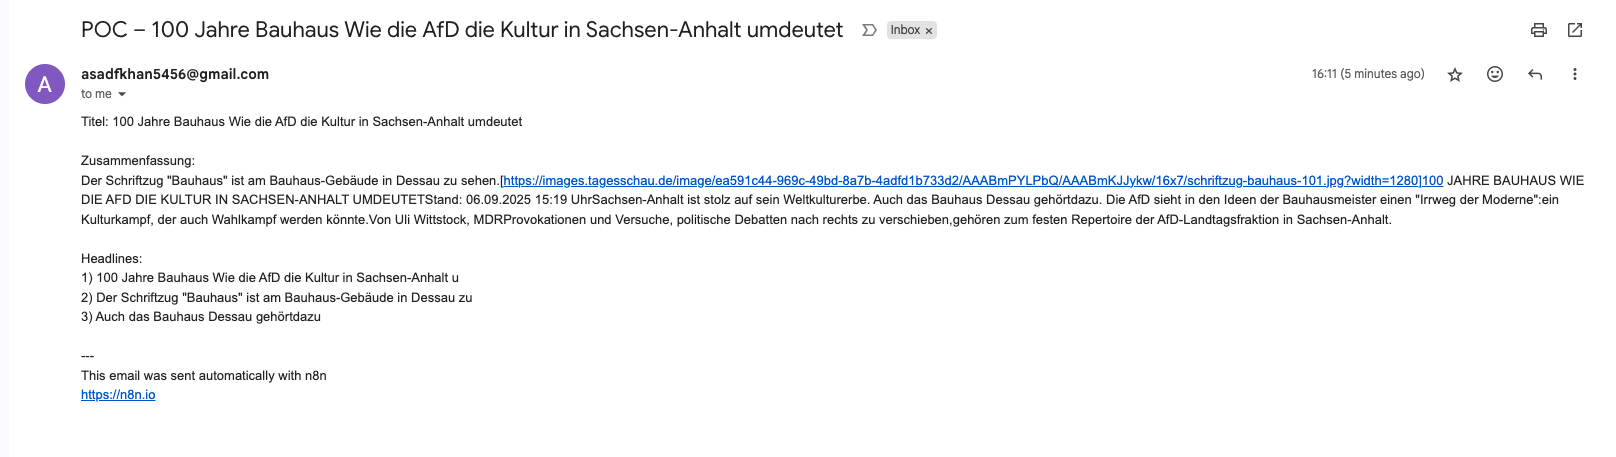 POC – 100 Jahre Bauhaus Wie die AfD die Kultur in Sachsen-Anhalt umdeutet
Inbox ×
A
asadfkhan5456@gmail.com
16:11 (5 minutes ago)
to me
Titel: 100 Jahre Bauhaus Wie die AfD die Kultur in Sachsen-Anhalt umdeutet
Zusammenfassung:
Der Schriftzug "Bauhaus" ist am Bauhaus-Gebäude in Dessau zu sehen.[https://images.tagesschau.de/image/ea591c44-969c-49bd-8a7b-4adfd1b733d2/AAABmPYLPbQ/AAABmKJJykw/16x7/schriftzug-bauhaus-101.jpg?width=1280]100 JAHRE BAUHAUS WIE
DIE AFD DIE KULTUR IN SACHSEN-ANHALT UMDEUTETStand: 06.09.2025 15:19 UhrSachsen-Anhalt ist stolz auf sein Weltkulturerbe. Auch das Bauhaus Dessau gehörtdazu. Die AfD sieht in den Ideen der Bauhausmeister einen "Irrweg der Moderne":ein
Kulturkampf, der auch Wahlkampf werden könnte.Von Uli Wittstock, MDRProvokationen und Versuche, politische Debatten nach rechts zu verschieben,gehören zum festen Repertoire der AfD-Landtagsfraktion in Sachsen-Anhalt.
Headlines:
1) 100 Jahre Bauhaus Wie die AfD die Kultur in Sachsen-Anhalt u
2) Der Schriftzug "Bauhaus" ist am Bauhaus-Gebäude in Dessau zu
3) Auch das Bauhaus Dessau gehörtdazu
---
This email was sent automatically with n8n
https://n8n.io